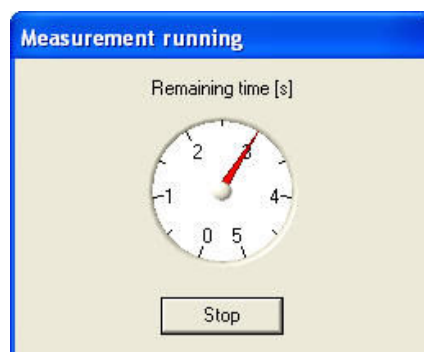 Measurement running
Remaining time [s]
2 3
1 4
0 5
Stop